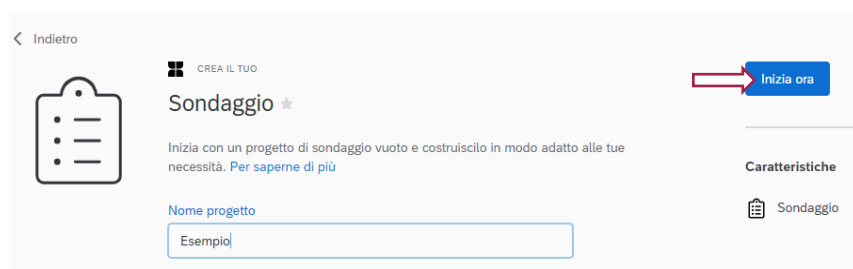 Indietro
CREA IL TUO
Sondaggio
Inizia con un progetto di sondaggio vuoto e costruiscilo in modo adatto alle tue
necessità. Per saperne di più
Nome progetto
Esempio
Inizia ora
Caratteristiche
Sondaggio